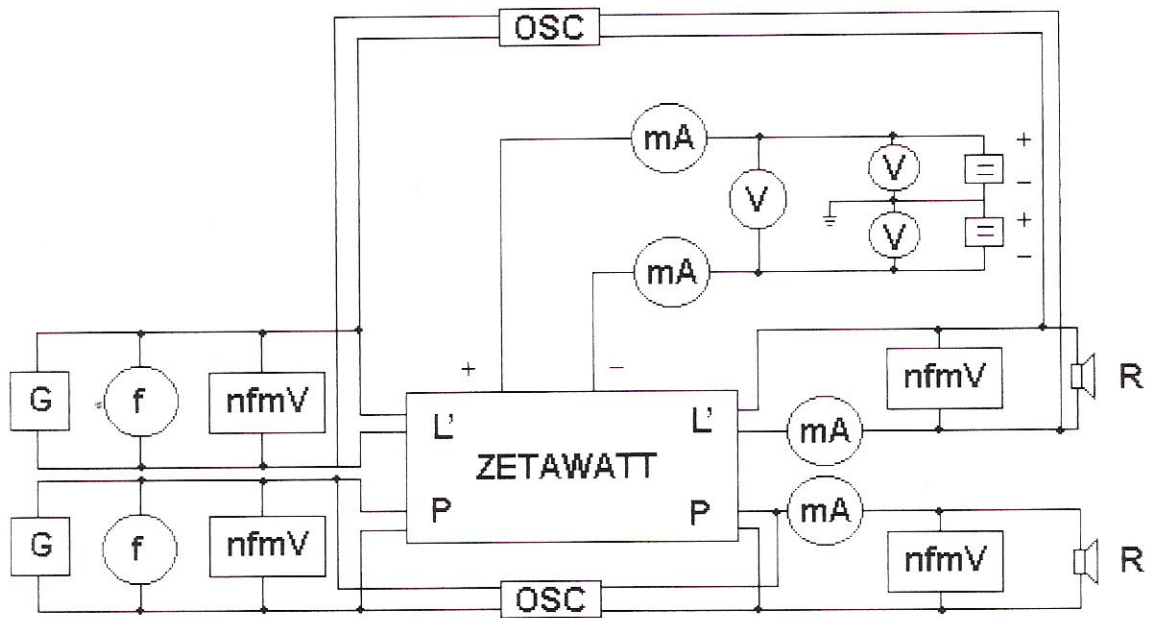 OSC
mA
+
V
V
=
-
+
V
=
-
mA
+
-
G
f
nfmV
nfmV
R
L'
L'
mA
ZETAWATT
G
f
nfmV
P
P
mA
nfmV
R
OSC